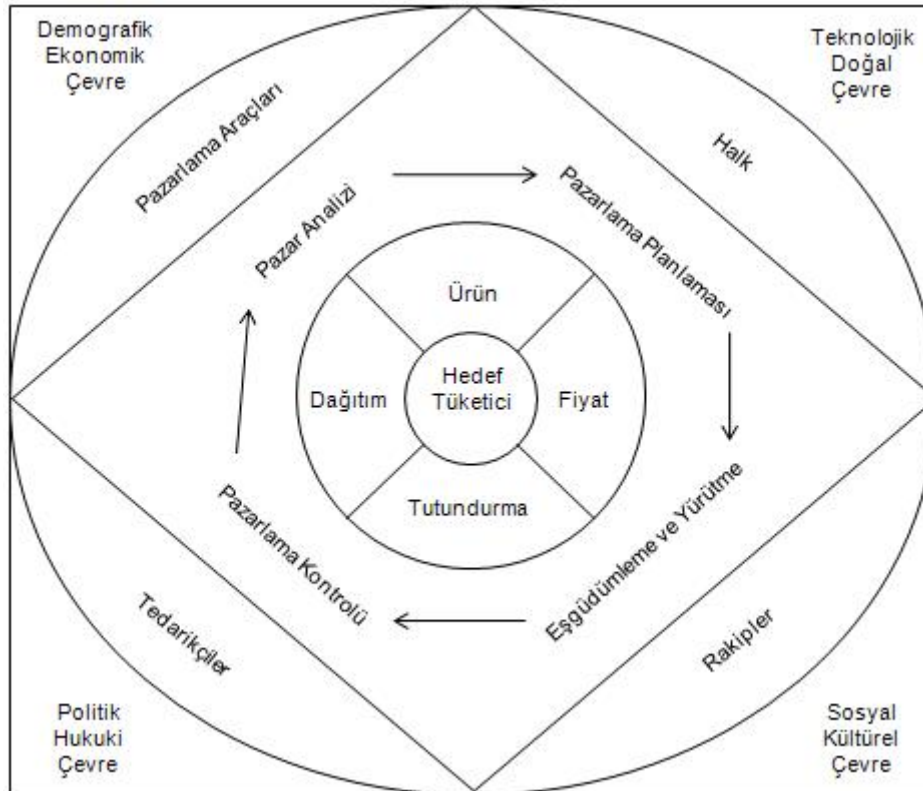 Demografik
Ekonomik
Çevre
Teknolojik
Doğal
Çevre
Pazarlama Araçları
Halk
Pazar Analizi
Pazarlama Planlaması
Ürün
Dağıtım
Hedef
Tüketici
Fiyat
Tutundurma
Pazarlama Kontrolü
Eşgüdümleme ve Yürütme
Tedarikçiler
Rakipler
Politik
Hukuki
Çevre
Sosyal
Kültürel
Çevre